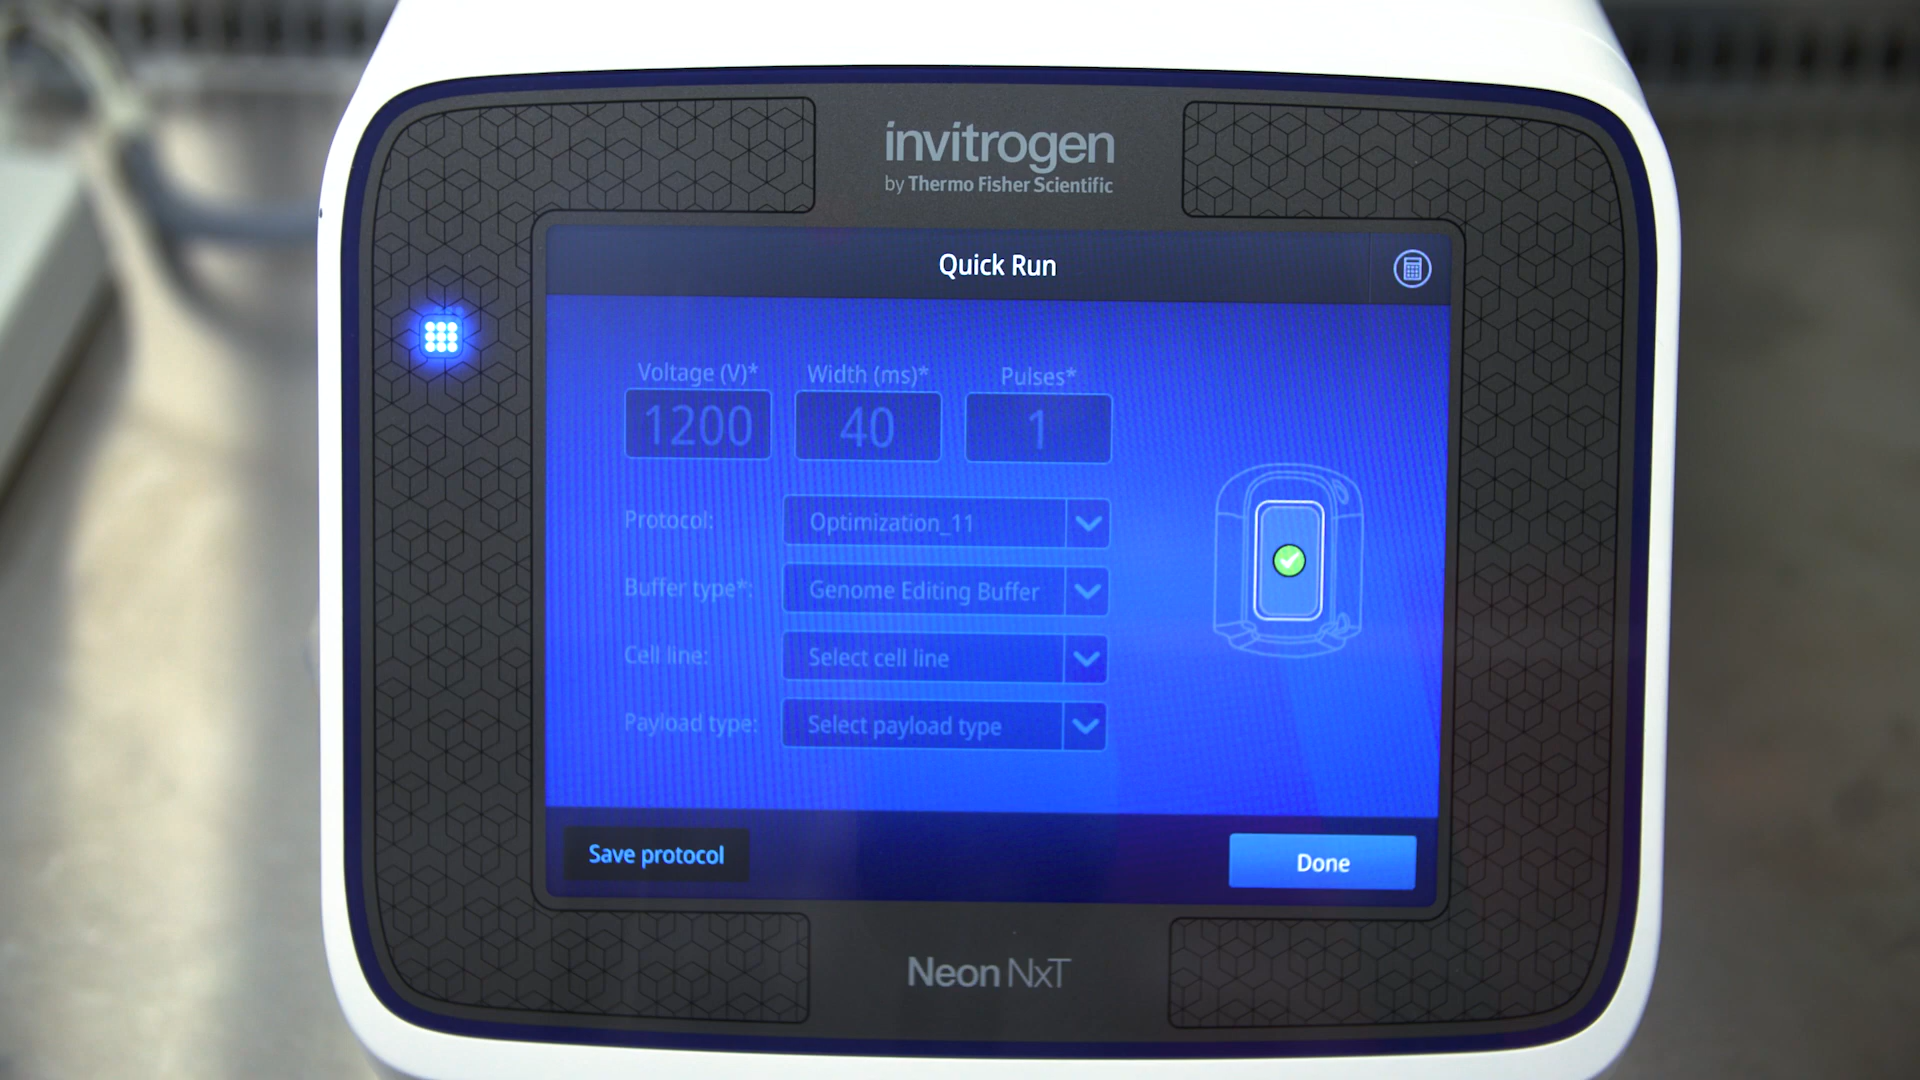 invitrogen
by Thermo Fisher Scientific
Quick Run
Voltage (V)* Width (ms)* Pulses*
1200 40 1
Protocol: Optimization_11
Buffer type*: Genome Editing Buffer
Cell line: Select cell line
Payload type: Select payload type
Save protocol Done
Neon NxT